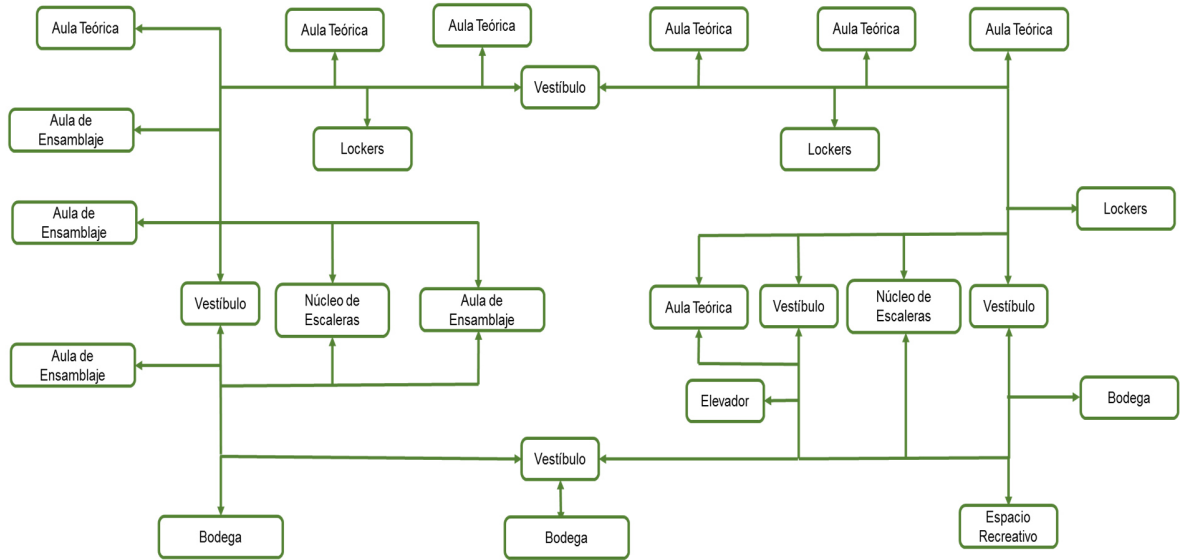 Aula Teórica
Aula Teórica
Aula Teórica
Aula Teórica
Aula Teórica
Aula Teórica
Vestíbulo
Aula de
Ensamblaje
Lockers
Lockers
Aula de
Ensamblaje
Lockers
Vestíbulo
Núcleo de
Escaleras
Aula de
Ensamblaje
Aula Teórica
Vestíbulo
Núcleo de
Escaleras
Vestíbulo
Aula de
Ensamblaje
Elevador
Bodega
Vestíbulo
Bodega
Bodega
Espacio
Recreativo